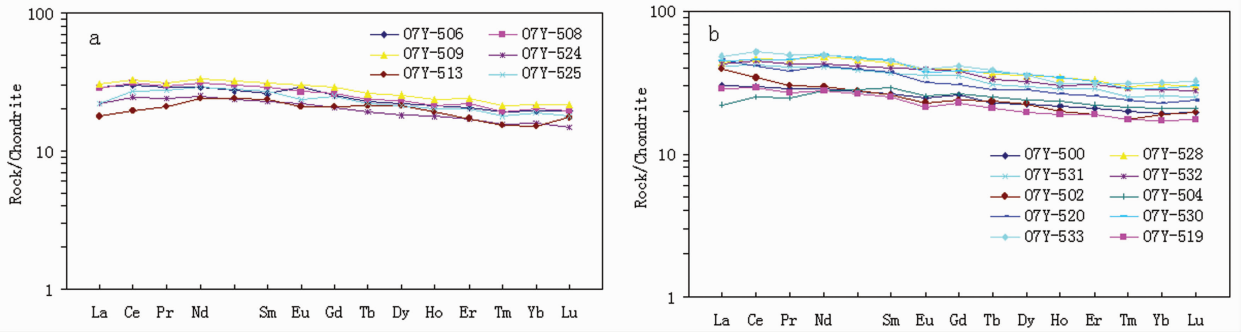 100
10
1
Rock/Chondrite
a
07Y-506 07Y-508
07Y-509 07Y-524
07Y-513 07Y-525
La Ce Pr Nd Sm Eu Gd Tb Dy Ho Er Tm Yb Lu
100
10
1
Rock/Chondrite
b
07Y-500 07Y-528
07Y-531 07Y-532
07Y-502 07Y-504
07Y-520 07Y-530
07Y-533 07Y-519
La Ce Pr Nd Sm Eu Gd Tb Dy Ho Er Tm Yb Lu